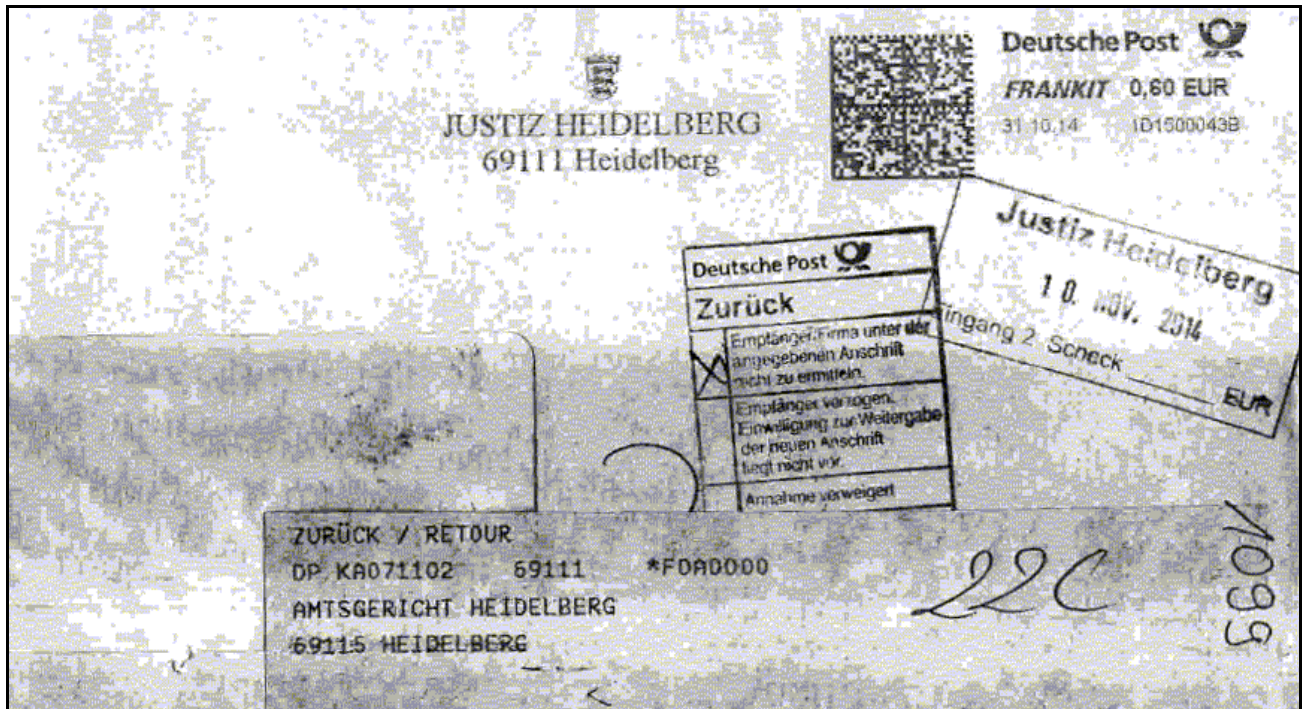 JUSTIZ HEIDELBERG
69111 Heidelberg
Deutsche Post
FRANKIT 0,60 EUR
31.10.14 1D1500043B
Justiz Heidelberg
10. NOV. 2014
Eingang 2 Scheck
EUR
Deutsche Post
Zurück
Empfänger/Firma unter der
angegebenen Anschrift
nicht zu ermitteln.
Empfänger verzogen.
Einwilligung zur Weitergabe
der neuen Anschrift
liegt nicht vor.
Annahme verweigert
ZURÜCK / RETOUR
DP KA071102 69111 *FDA0000
AMTSGERICHT HEIDELBERG
69115 HEIDELBERG
22C
1099